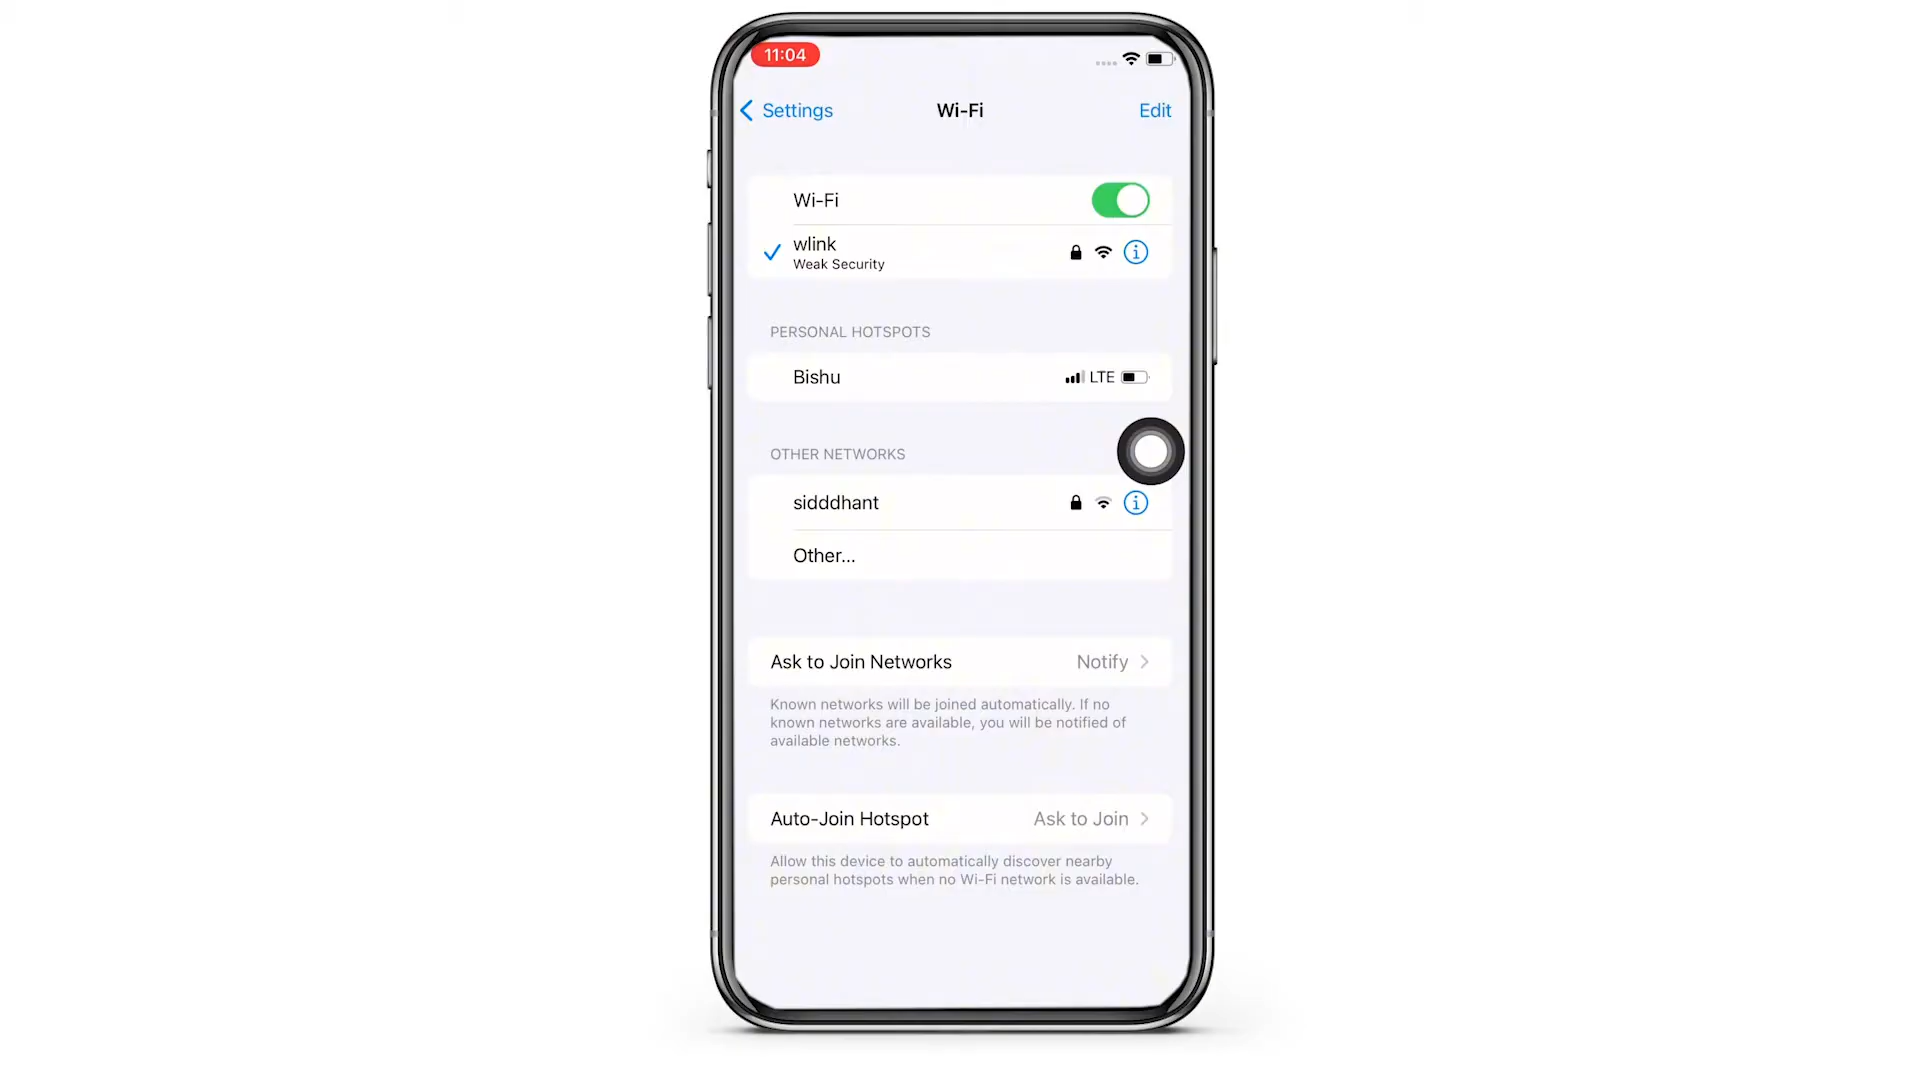 11:04
Settings
Wi-Fi
Edit
Wi-Fi
wlink
Weak Security
PERSONAL HOTSPOTS
Bishu
LTE
OTHER NETWORKS
sidddhant
Other...
Ask to Join Networks
Notify
Known networks will be joined automatically. If no
known networks are available, you will be notified of
available networks.
Auto-Join Hotspot
Ask to Join
Allow this device to automatically discover nearby
personal hotspots when no Wi-Fi network is available.